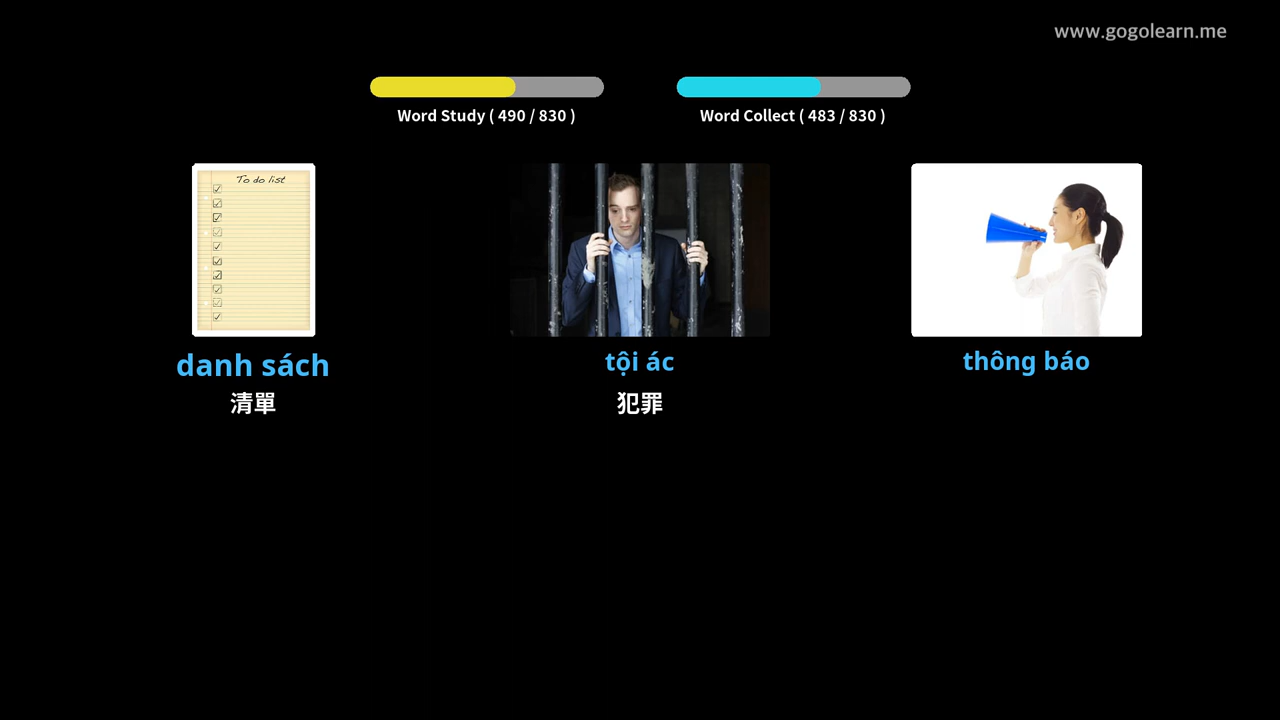 www.gogolearn.me
Word Study ( 490 / 830 )
Word Collect ( 483 / 830 )
To do list
danh sách
tội ác
thông báo
清單
犯罪